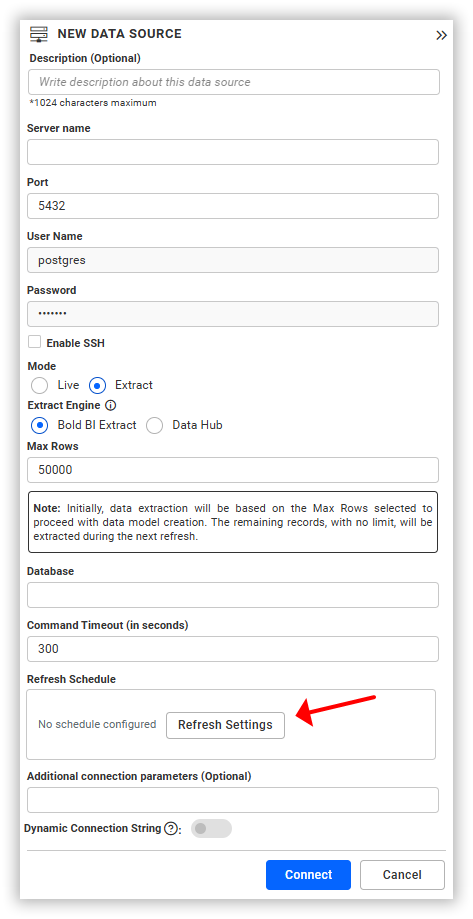 NEW DATA SOURCE
Description (Optional)
Write description about this data source
*1024 characters maximum
Server name
Port
5432
User Name
postgres
Password
•••••••
Enable SSH
Mode
Live Extract
Extract Engine
Bold BI Extract Data Hub
Max Rows
50000
Note: Initially, data extraction will be based on the Max Rows selected to
proceed with data model creation. The remaining records, with no limit, will be
extracted during the next refresh.
Database
Command Timeout (in seconds)
300
Refresh Schedule
No schedule configured Refresh Settings
Additional connection parameters (Optional)
Dynamic Connection String ? :
Connect Cancel